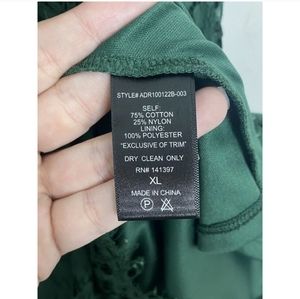 STYLE# ADR100122B-003
SELF:
75% COTTON
25% NYLON
LINING:
100% POLYESTER
"EXCLUSIVE OF TRIM"
DRY CLEAN ONLY
RN# 141397
XL
MADE IN CHINA
P